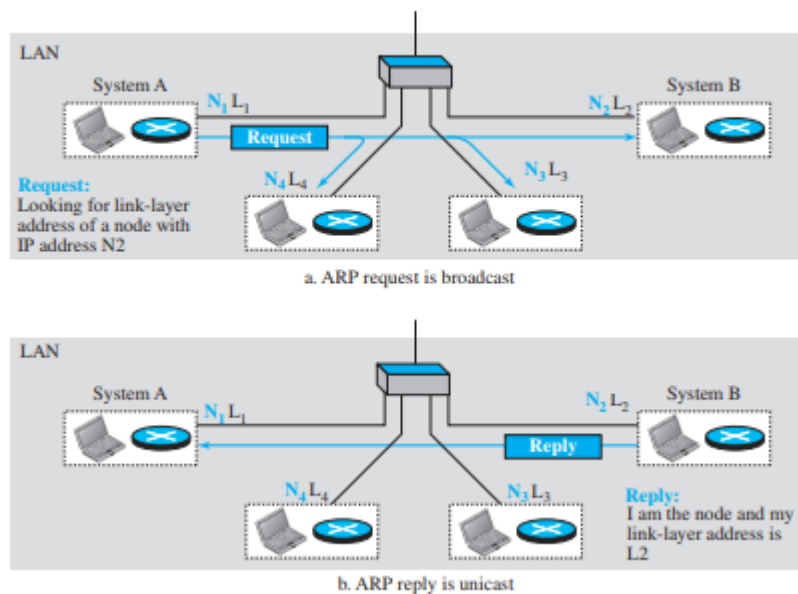 LAN
System A
System B
N1 L1
N2 L2
Request
N4 L4
N3 L3
Request:
Looking for link-layer
address of a node with
IP address N2
a. ARP request is broadcast
LAN
System A
System B
N1 L1
N2 L2
Reply
N4 L4
N3 L3
Reply:
I am the node and my
link-layer address is
L2
b. ARP reply is unicast